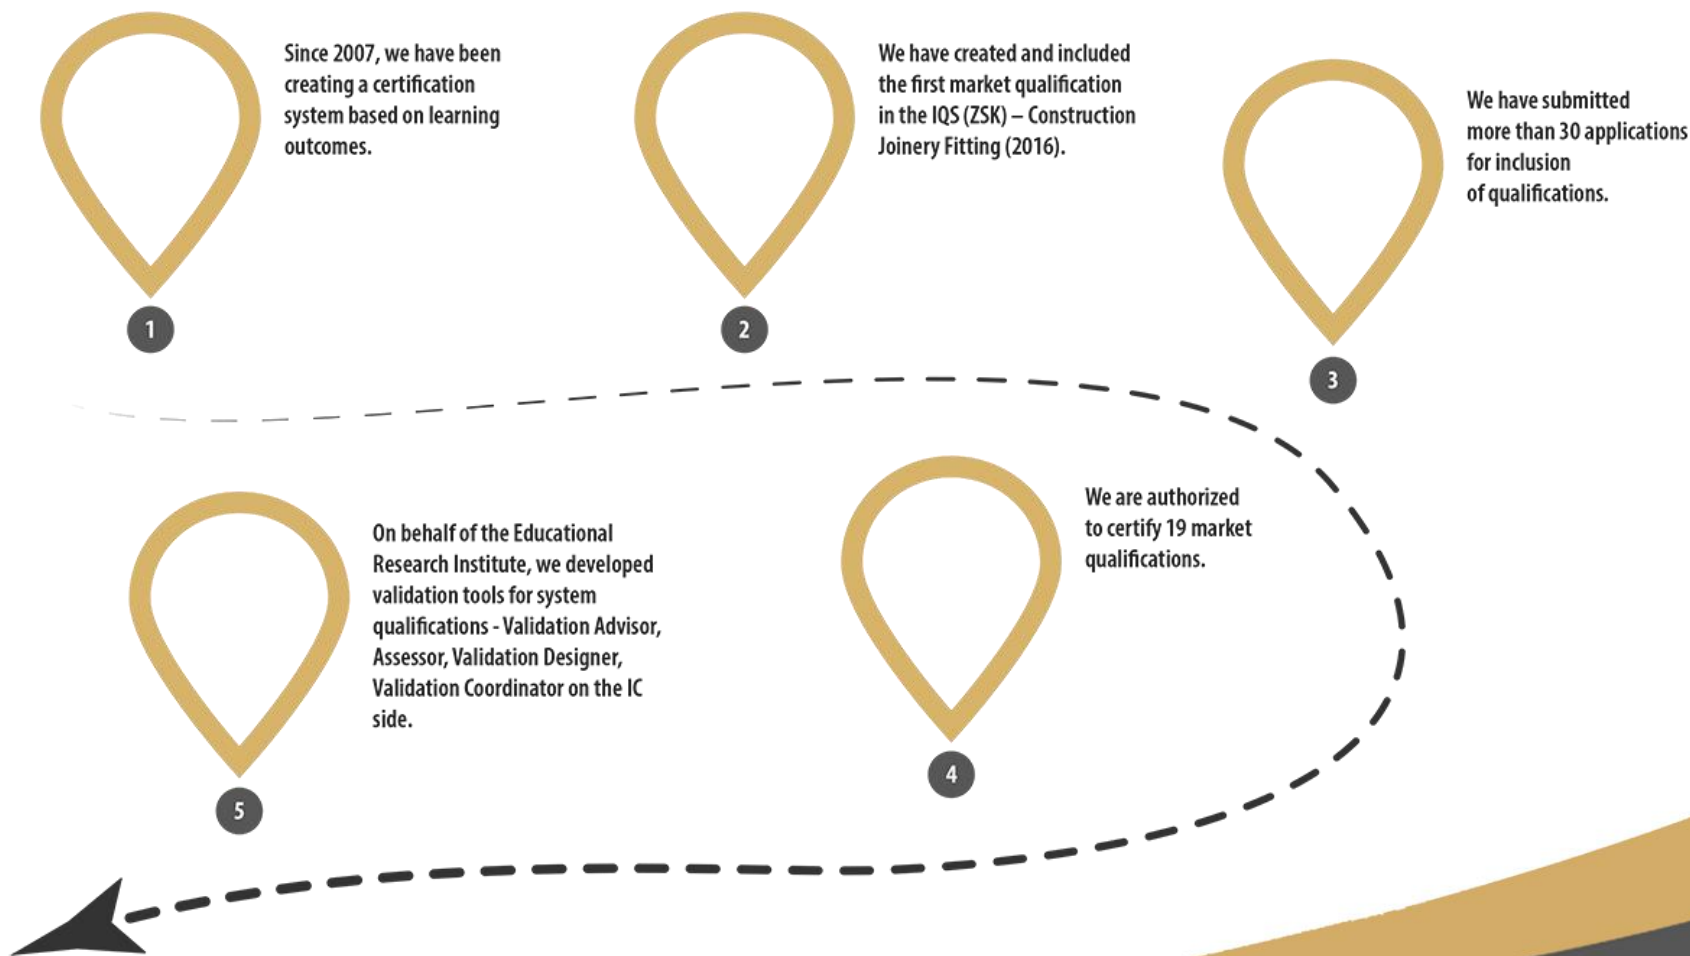 Since 2007, we have been
creating a certification
system based on learning
outcomes.
1
We have created and included
the first market qualification
in the IQS (ZSK) – Construction
Joinery Fitting (2016).
2
We have submitted
more than 30 applications
for inclusion
of qualifications.
3
We are authorized
to certify 19 market
qualifications.
4
On behalf of the Educational
Research Institute, we developed
validation tools for system
qualifications - Validation Advisor,
Assessor, Validation Designer,
Validation Coordinator on the IC
side.
5